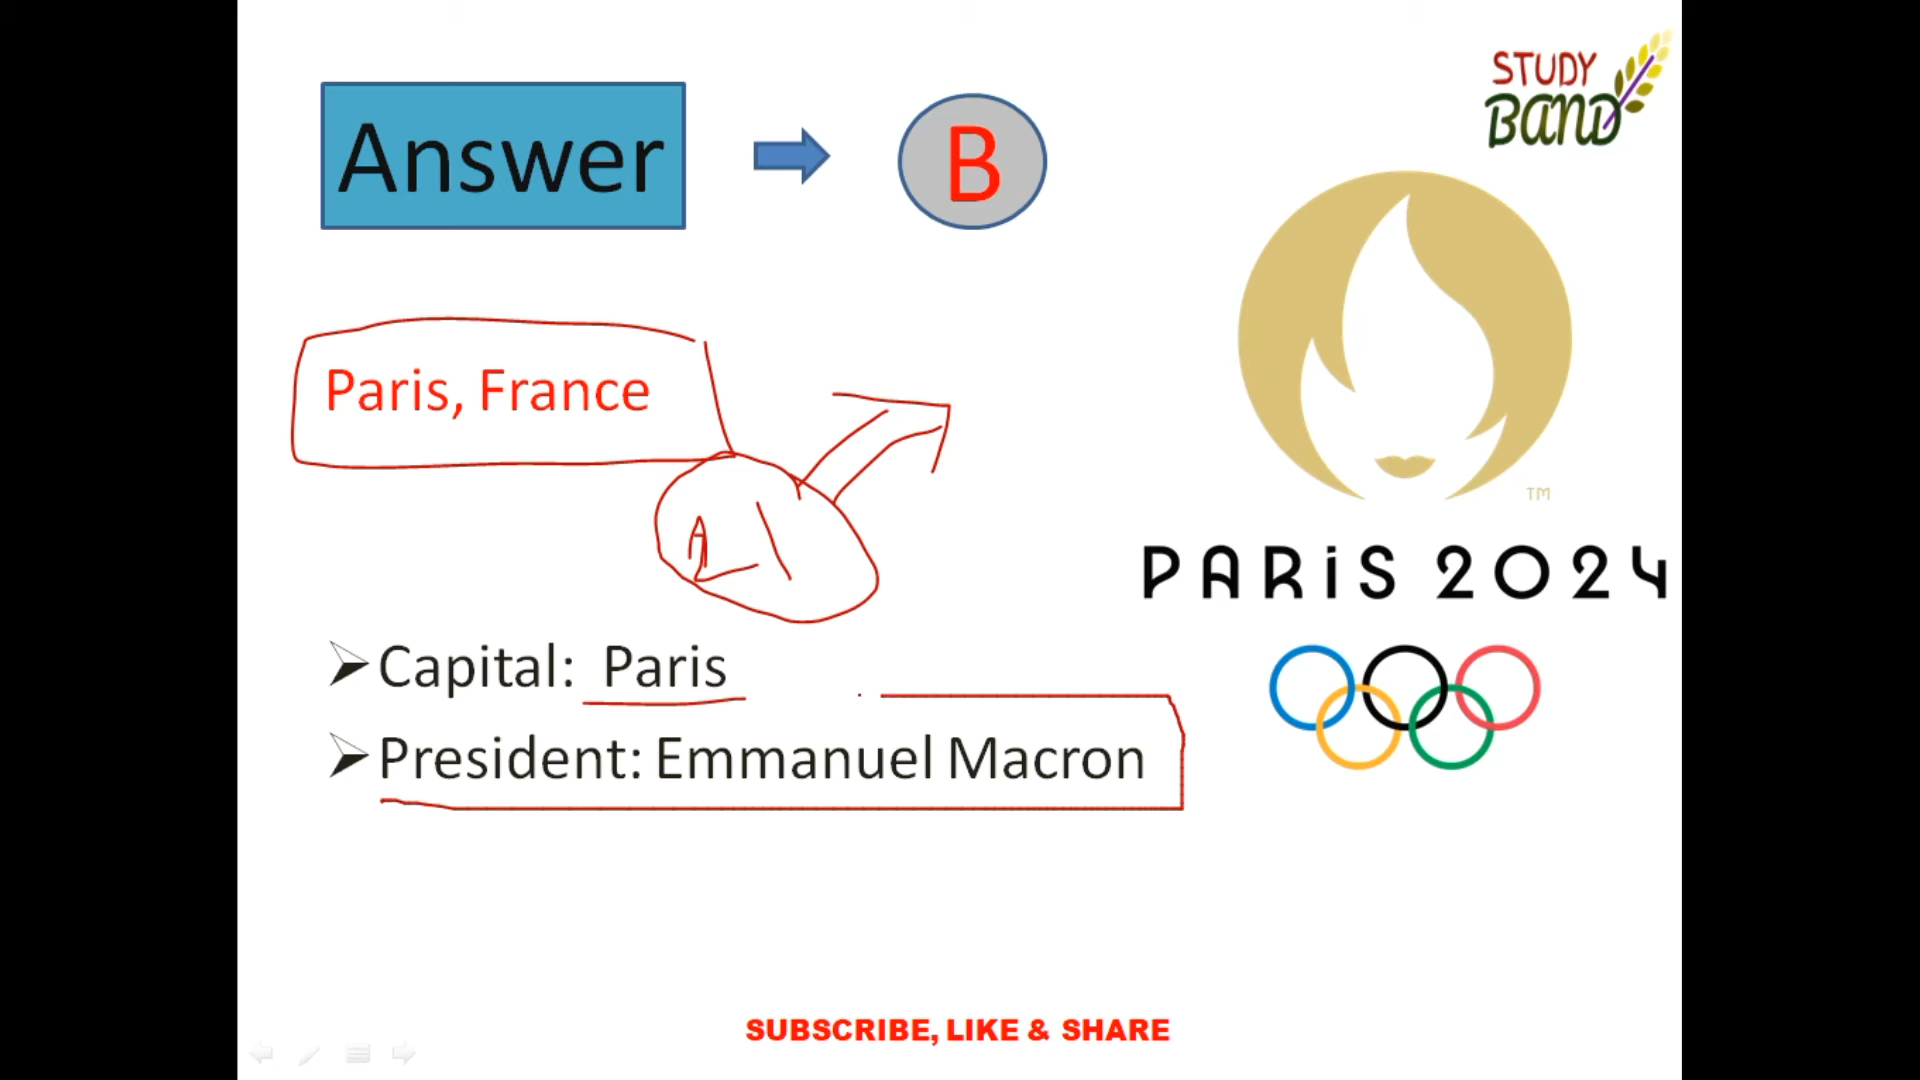 STUDY
BAND
Answer
B
Paris, France
TM
PARiS 2024
Capital: Paris
President: Emmanuel Macron
SUBSCRIBE, LIKE & SHARE